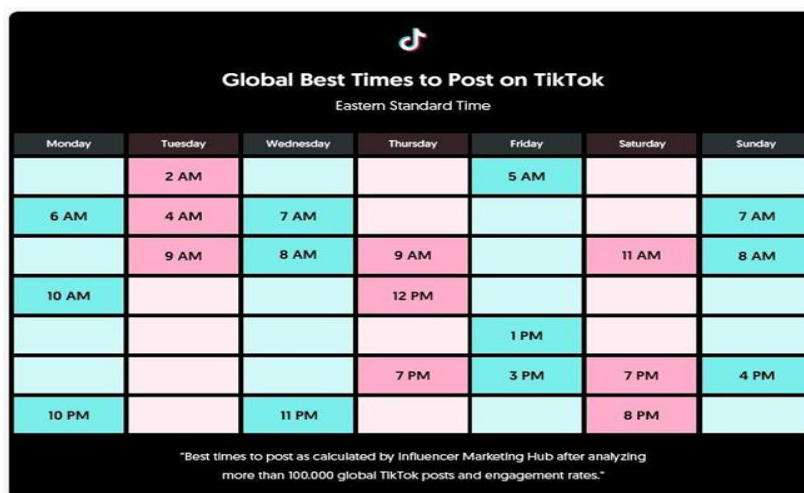 Global Best Times to Post on TikTok
Eastern Standard Time
Monday Tuesday Wednesday Thursday Friday Saturday Sunday
2 AM 5 AM
6 AM 4 AM 7 AM 7 AM
9 AM 8 AM 9 AM 11 AM 8 AM
10 AM 12 PM
1 PM
7 PM 3 PM 7 PM 4 PM
10 PM 11 PM 8 PM
"Best times to post as calculated by Influencer Marketing Hub after analyzing
more than 100.000 global TikTok posts and engagement rates."